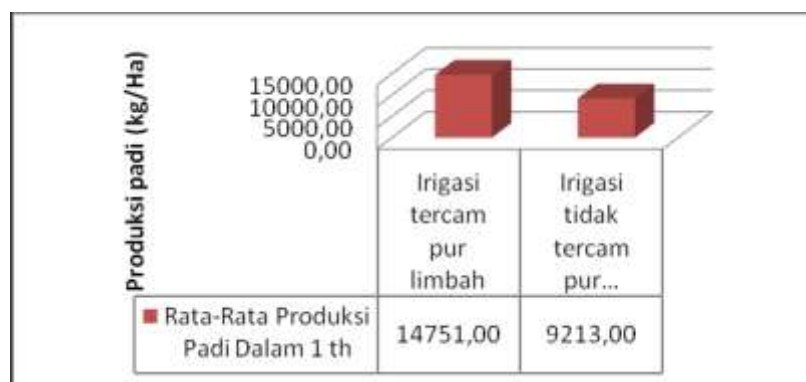 Produksi padi (kg/Ha)
15000,00
10000,00
5000,00
0,00
Irigasi
tercam
pur
limbah
Irigasi
tidak
tercam
pur...
Rata-Rata Produksi
Padi Dalam 1 th
14751,00
9213,00